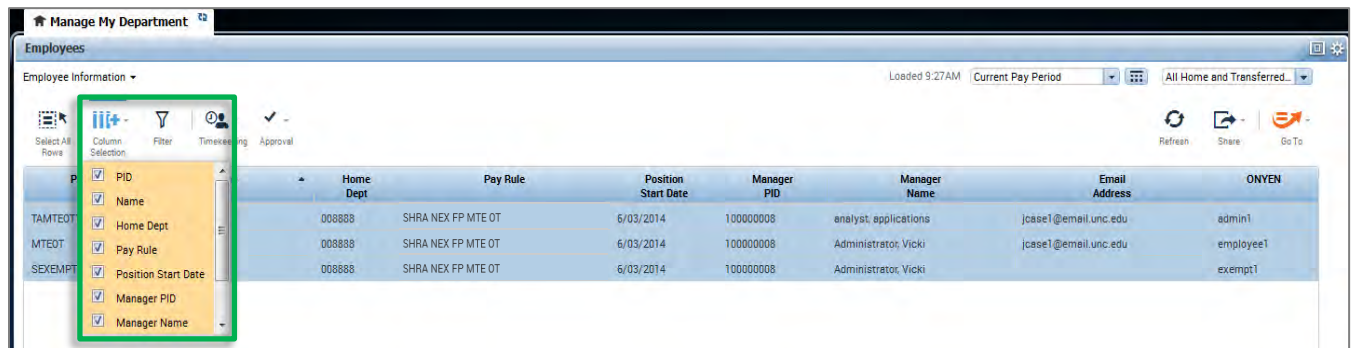 Manage My Department
Employees
Employee Information
Loaded 9:27AM Current Pay Period All Home and Transferred...
Select All Rows Column Selection Filter Timekeeping Approval Refresh Share Go To
P Home Dept Pay Rule Position Start Date Manager PID Manager Name Email Address ONYEN
TAMTEOT 008888 SHRA NEX FP MTE OT 6/03/2014 100000008 analyst, applications jcase1@email.unc.edu admin1
MTEOT 008888 SHRA NEX FP MTE OT 6/03/2014 100000008 Administrator, Vicki jcase1@email.unc.edu employee1
SEXEMPT 008888 SHRA NEX FP MTE OT 6/03/2014 100000008 Administrator, Vicki exempt1
PID
Name
Home Dept
Pay Rule
Position Start Date
Manager PID
Manager Name